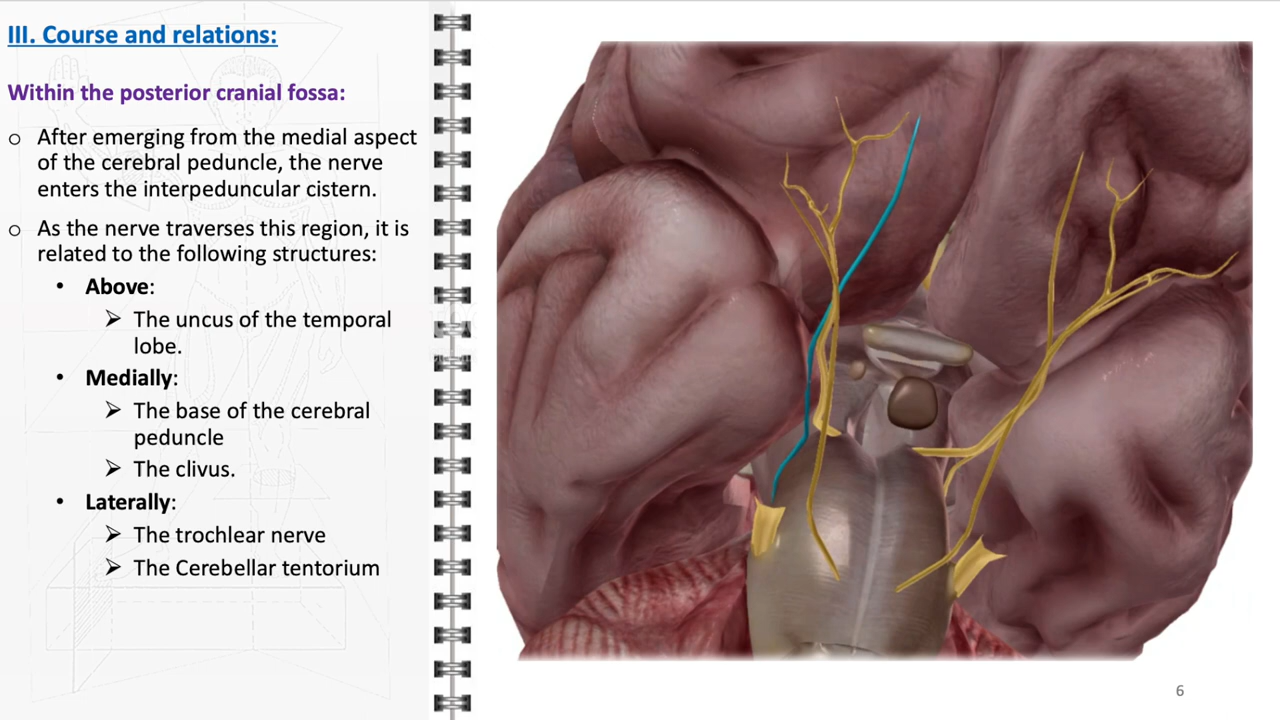 III. Course and relations:
Within the posterior cranial fossa:
o After emerging from the medial aspect
of the cerebral peduncle, the nerve
enters the interpeduncular cistern.
o As the nerve traverses this region, it is
related to the following structures:
• Above:
➢ The uncus of the temporal
lobe.
• Medially:
➢ The base of the cerebral
peduncle
➢ The clivus.
• Laterally:
➢ The trochlear nerve
➢ The Cerebellar tentorium
6